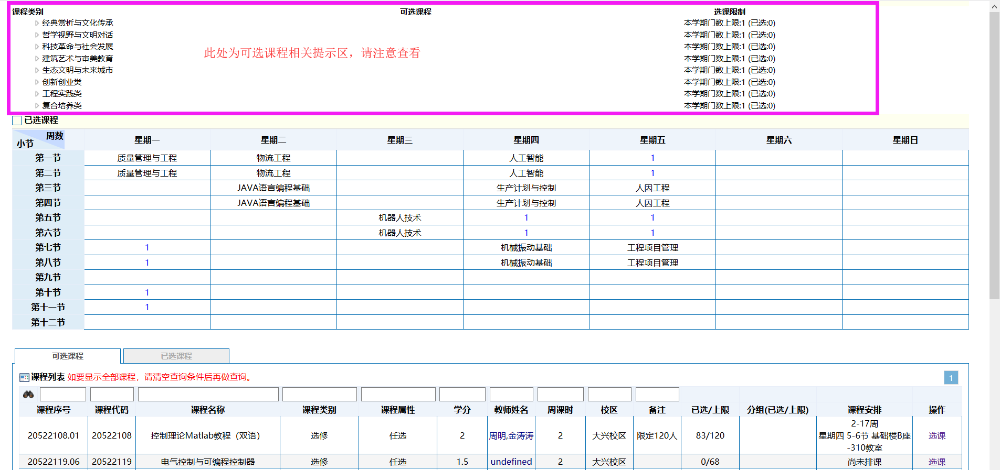 课程类别 可选课程 选课限制
经典赏析与文化传承 本学期门数上限:1 (已选:0)
哲学视野与文明对话 本学期门数上限:1 (已选:0)
科技革命与社会发展 本学期门数上限:1 (已选:0)
建筑艺术与审美教育 本学期门数上限:1 (已选:0)
生态文明与未来城市 本学期门数上限:1 (已选:0)
创新创业类 本学期门数上限:1 (已选:0)
工程实践类 本学期门数上限:1 (已选:0)
复合培养类 本学期门数上限:1 (已选:0)
此处为可选课程相关提示区，请注意查看
已选课程
周数 小节 星期一 星期二 星期三 星期四 星期五 星期六 星期日
第一节 质量管理与工程 物流工程 人工智能 1
第二节 质量管理与工程 物流工程 人工智能 1
第三节 JAVA语言编程基础 生产计划与控制 人因工程
第四节 JAVA语言编程基础 生产计划与控制 人因工程
第五节 机器人技术 1 1
第六节 机器人技术 1 1
第七节 1 机械振动基础 工程项目管理
第八节 1 机械振动基础 工程项目管理
第九节
第十节 1
第十一节 1
第十二节
可选课程 已选课程
课程列表 如要显示全部课程，请清空查询条件后再做查询。 1
课程序号 课程代码 课程名称 课程类别 课程属性 学分 教师姓名 周课时 校区 备注 已选/上限 分组(已选/上限) 课程安排 操作
20522108.01 20522108 控制理论Matlab教程（双语） 选修 任选 2 周明,金涛涛 2 大兴校区 限定120人 83/120 2-17周
星期四 5-6节 基础楼B座
-310教室 选课
20522119.06 20522119 电气控制与可编程控制器 选修 任选 1.5 undefined 2 大兴校区 0/68 尚未排课 选课